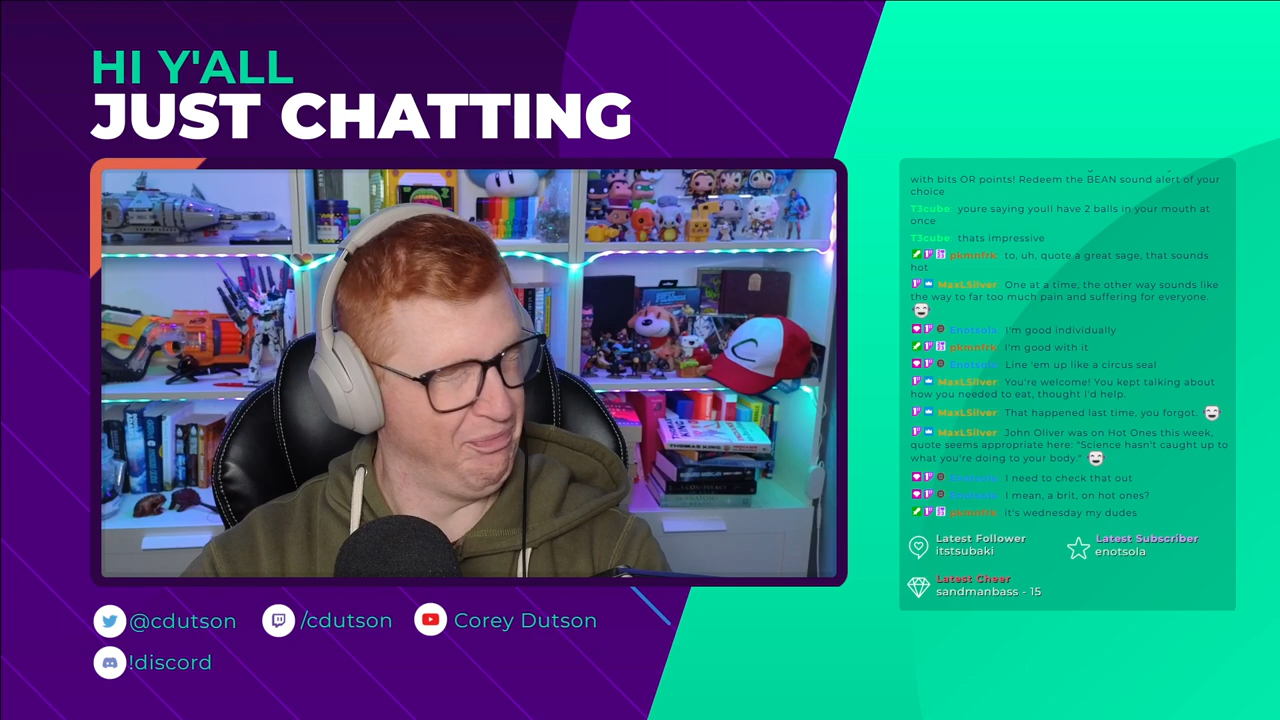 HI Y'ALL
JUST CHATTING
with bits OR points! Redeem the BEAN sound alert of your
choice
T3cube: youre saying youll have 2 balls in your mouth at
once
T3cube: thats impressive
pkmnfrk: to, uh, quote a great sage, that sounds
hot
MaxLSilver: One at a time, the other way sounds like
the way to far too much pain and suffering for everyone.
Enotsola: I'm good individually
pkmnfrk: I'm good with it
Enotsola: Line 'em up like a circus seal
MaxLSilver: You're welcome! You kept talking about
how you needed to eat, thought I'd help.
MaxLSilver: That happened last time, you forgot.
MaxLSilver: John Oliver was on Hot Ones this week,
quote seems appropriate here: "Science hasn't caught up to
what you're doing to your body."
Enotsola: I need to check that out
Enotsola: I mean, a brit, on hot ones?
pkmnfrk: it's wednesday my dudes
Latest Follower
itstsubaki
Latest Subscriber
enotsola
Latest Cheer
sandmanbass - 15
THOMAS KING
@cdutson
/cdutson
Corey Dutson
!discord